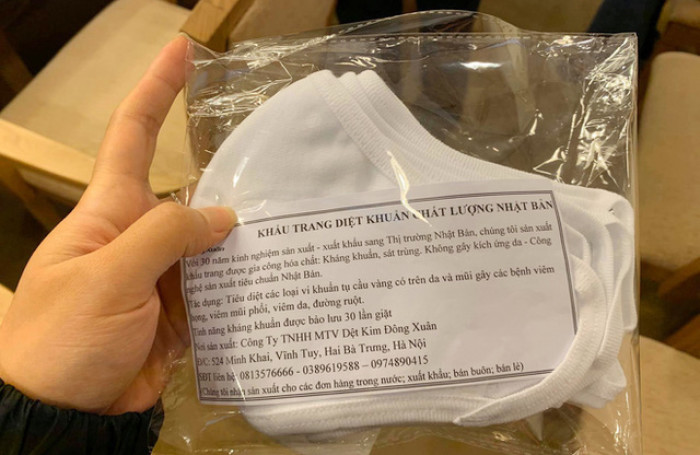 KHẨU TRANG DIỆT KHUẨN CHẤT LƯỢNG NHẬT BẢN
Với 30 năm kinh nghiệm sản xuất - xuất khẩu sang Thị trường Nhật Bản, chúng tôi sản xuất
khẩu trang được gia công hóa chất: Kháng khuẩn, sát trùng. Không gây kích ứng da - Công
nghệ sản xuất tiêu chuẩn Nhật Bản.
Tác dụng: Tiêu diệt các loại vi khuẩn tụ cầu vàng có trên da và mũi gây các bệnh viêm
họng, viêm mũi phổi, viêm da, đường ruột.
Tính năng kháng khuẩn được bảo lưu 30 lần giặt
Nơi sản xuất: Công Ty TNHH MTV Dệt Kim Đông Xuân
Đ/C: 524 Minh Khai, Vĩnh Tuy, Hai Bà Trưng, Hà Nội
SĐT liên hệ: 0813576666 - 0389619588 – 0974890415
(Chúng tôi nhận sản xuất cho các đơn hàng trong nước; xuất khẩu; bán buôn; bán lẻ)